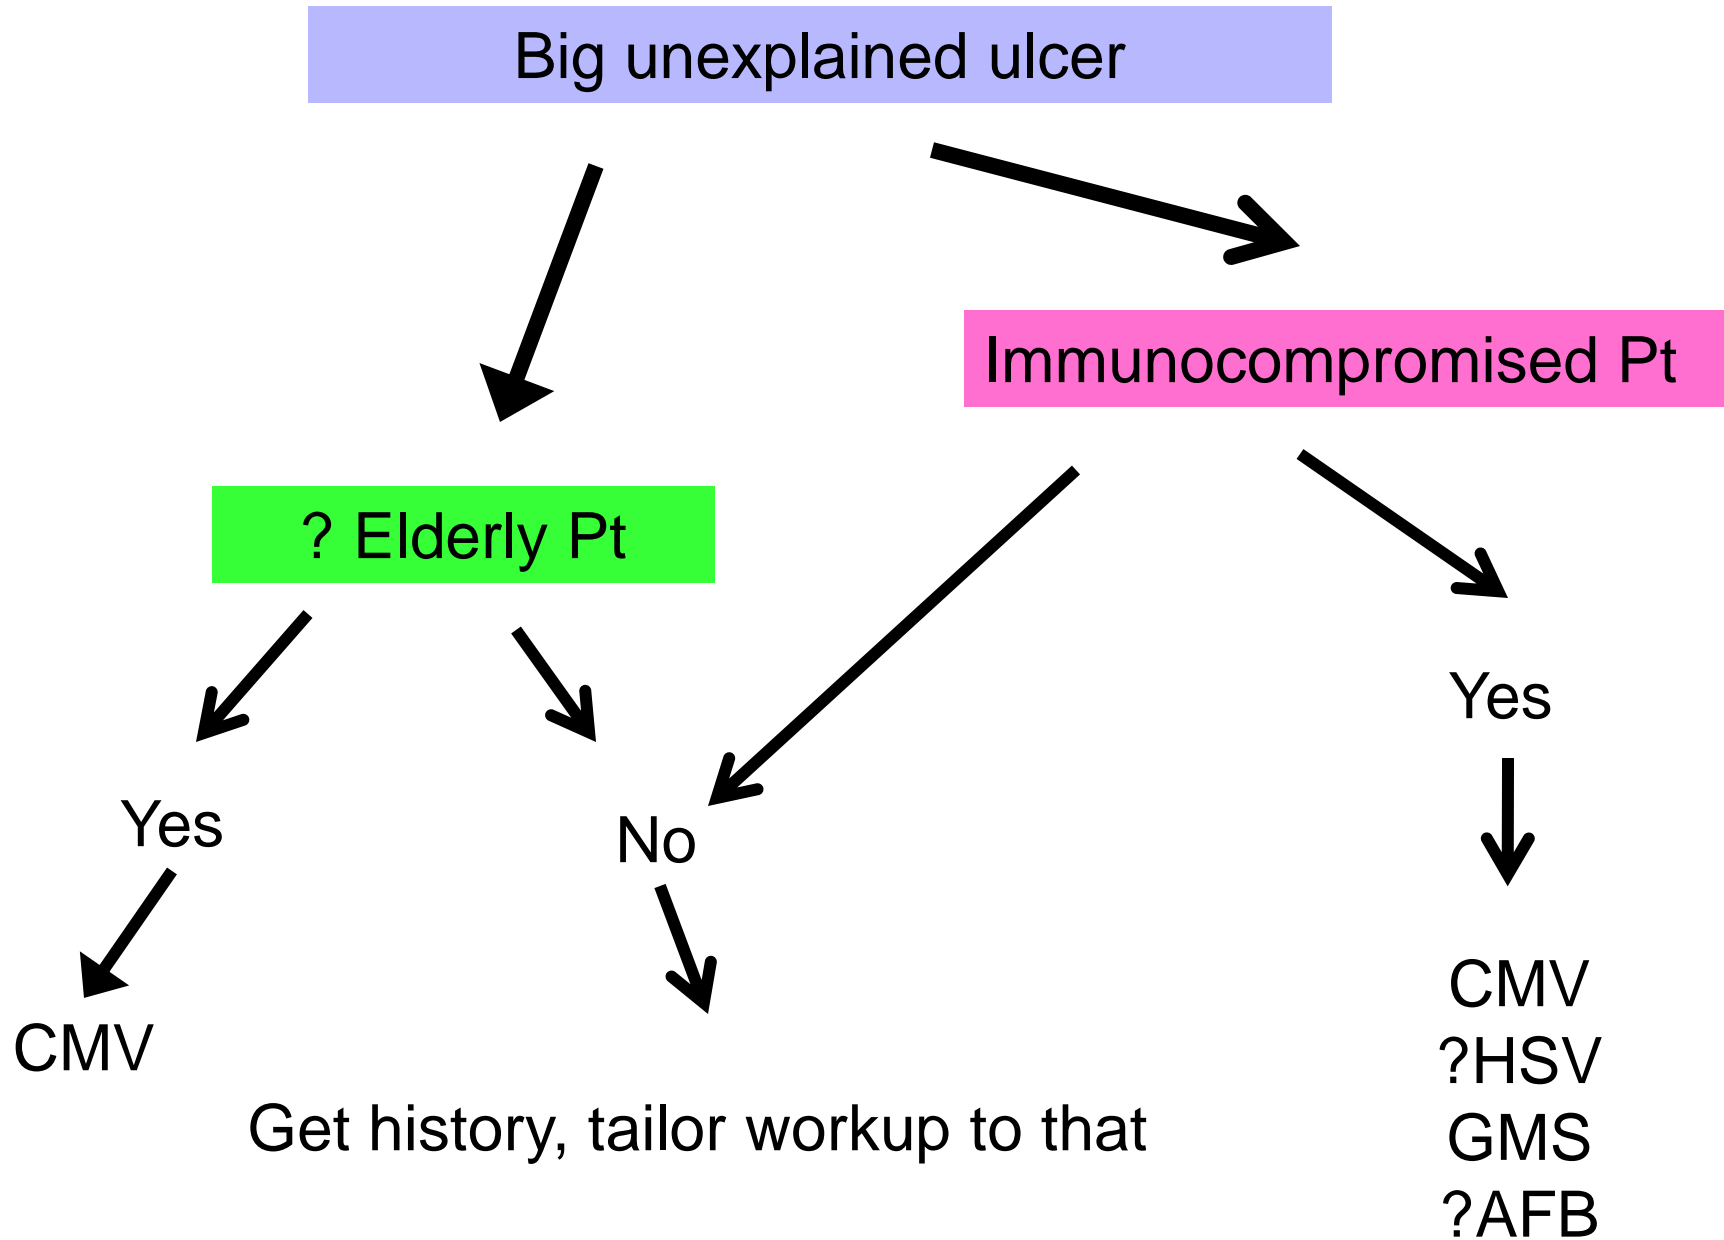 Big unexplained ulcer
Immunocompromised Pt
? Elderly Pt
Yes
Yes
No
CMV
Get history, tailor workup to that
CMV
?HSV
GMS
?AFB